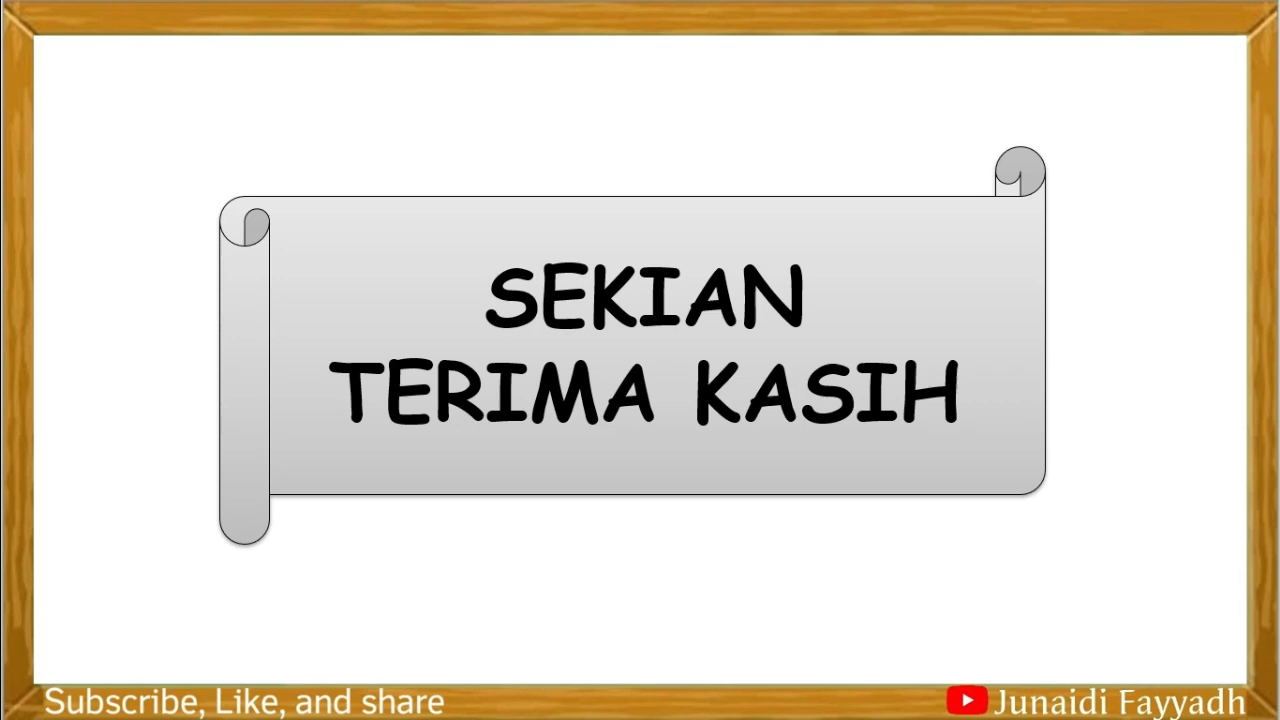 SEKIAN
TERIMA KASIH
Subscribe, Like, and share
Junaidi Fayyadh